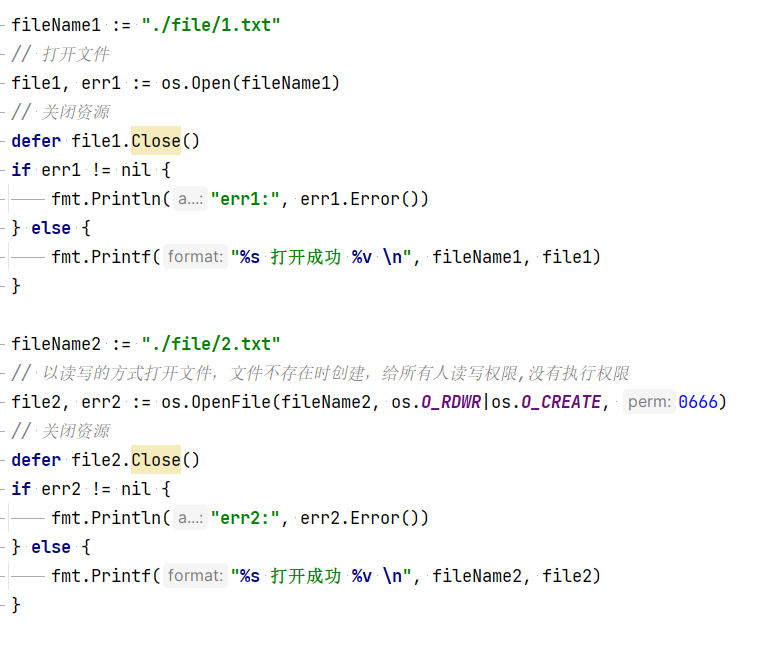 fileName1 := "./file/1.txt"
// 打开文件
file1, err1 := os.Open(fileName1)
// 关闭资源
defer file1.Close()
if err1 != nil {
fmt.Println( a...: "err1:", err1.Error())
} else {
fmt.Printf( format: "%s 打开成功 %v \n", fileName1, file1)
}
fileName2 := "./file/2.txt"
// 以读写的方式打开文件，文件不存在时创建，给所有人读写权限,没有执行权限
file2, err2 := os.OpenFile(fileName2, os.O_RDWR|os.O_CREATE, perm: 0666)
// 关闭资源
defer file2.Close()
if err2 != nil {
fmt.Println( a...: "err2:", err2.Error())
} else {
fmt.Printf( format: "%s 打开成功 %v \n", fileName2, file2)
}